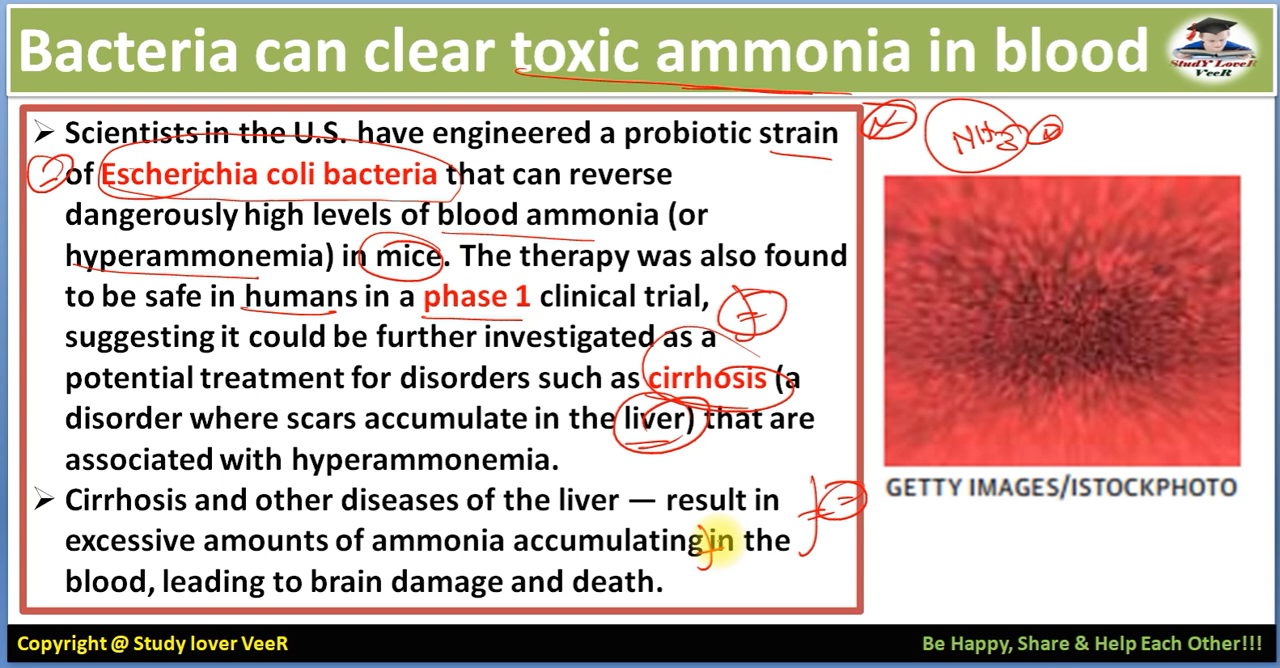 Bacteria can clear toxic ammonia in blood
StudY LoveR
VeeR
➢ Scientists in the U.S. have engineered a probiotic strain
of Escherichia coli bacteria that can reverse
dangerously high levels of blood ammonia (or
hyperammonemia) in mice. The therapy was also found
to be safe in humans in a phase 1 clinical trial,
suggesting it could be further investigated as a
potential treatment for disorders such as cirrhosis (a
disorder where scars accumulate in the liver) that are
associated with hyperammonemia.
➢ Cirrhosis and other diseases of the liver — result in
excessive amounts of ammonia accumulating in the
blood, leading to brain damage and death.
NH3
GETTY IMAGES/ISTOCKPHOTO
Copyright @ Study lover VeeR
Be Happy, Share & Help Each Other!!!